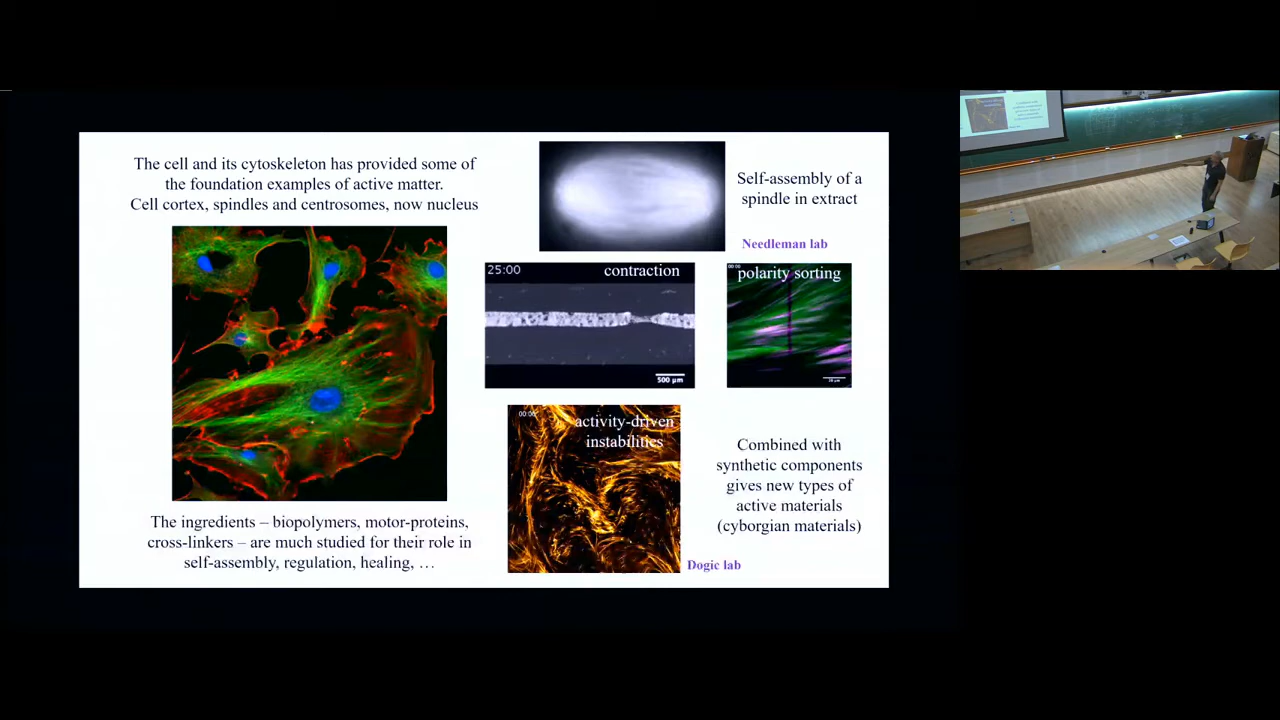 The cell and its cytoskeleton has provided some of
the foundation examples of active matter.
Cell cortex, spindles and centrosomes, now nucleus
The ingredients – biopolymers, motor-proteins,
cross-linkers – are much studied for their role in
self-assembly, regulation, healing, …
Self-assembly of a
spindle in extract
Needleman lab
25:00
contraction
500 μm
00:00
polarity sorting
00:00
activity-driven
instabilities
Dogic lab
Combined with
synthetic components
gives new types of
active materials
(cyborgian materials)